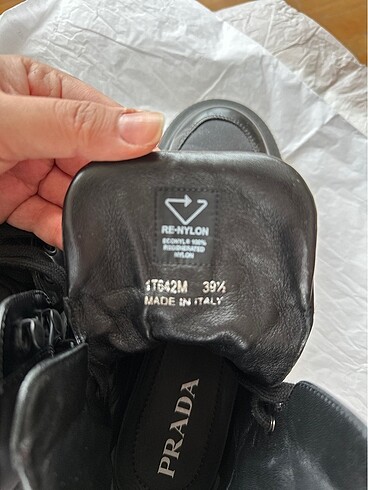 RE-NYLON
ECONYL® 100%
REGENERATED
NYLON
1T642M 39½
MADE IN ITALY
PRADA